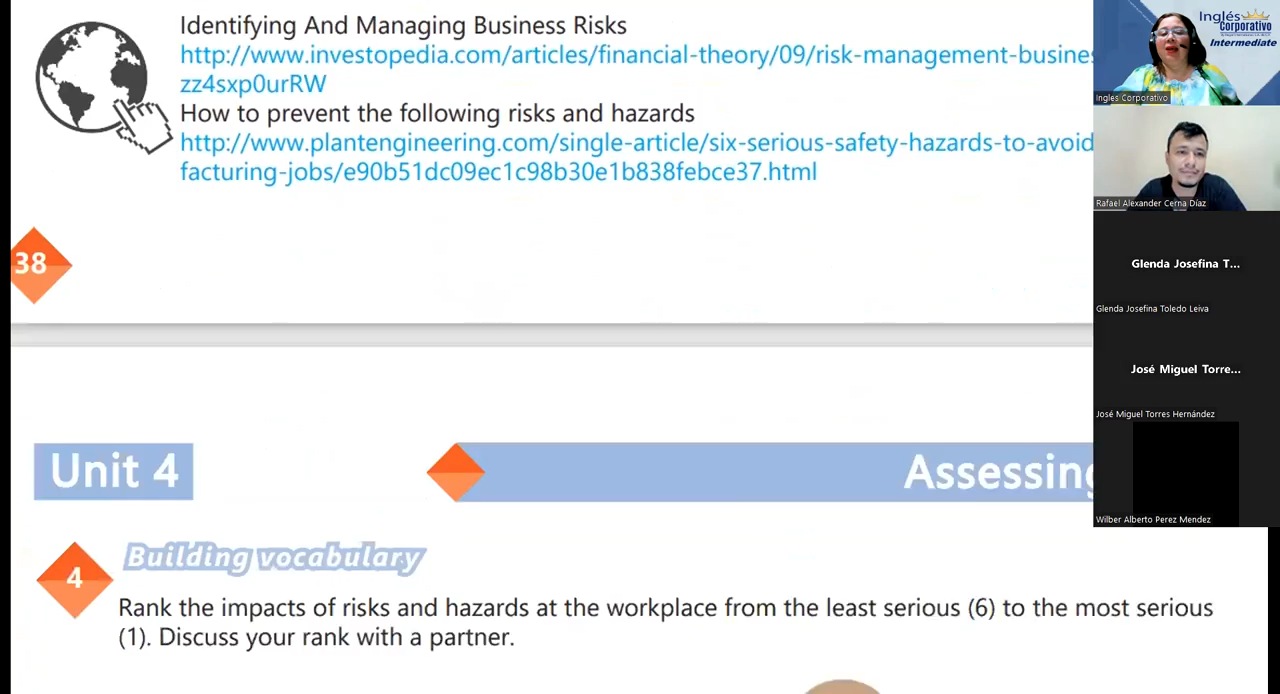 Identifying And Managing Business Risks
http://www.investopedia.com/articles/financial-theory/09/risk-management-busines
zz4sxp0urRW
How to prevent the following risks and hazards
http://www.plantengineering.com/single-article/six-serious-safety-hazards-to-avoid
facturing-jobs/e90b51dc09ec1c98b30e1b838febce37.html
38
Unit 4
Assessing
4
Building vocabulary
Rank the impacts of risks and hazards at the workplace from the least serious (6) to the most serious
(1). Discuss your rank with a partner.
Inglés
Corporativo
Intermediate
Ingles Corporativo
Rafael Alexander Cerna Díaz
Glenda Josefina T...
Glenda Josefina Toledo Leiva
José Miguel Torre...
José Miguel Torres Hernández
Wilber Alberto Perez Mendez